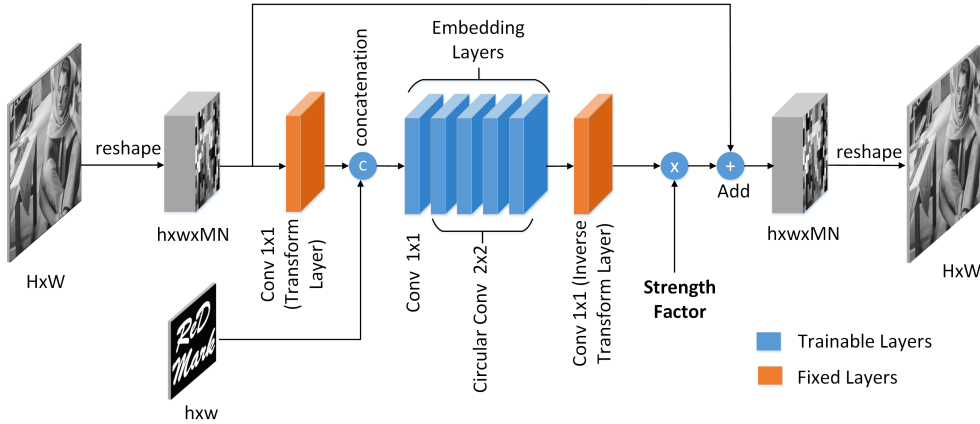 Embedding
Layers
concatenation
reshape
C
x
+
Add
reshape
hxwxMN
hxwxMN
HxW
HxW
Conv 1x1
(Transform
Layer)
Conv 1x1
Circular Conv 2x2
Conv 1x1 (Inverse
Transform Layer)
Strength
Factor
ReD
Mark
hxw
Trainable Layers
Fixed Layers